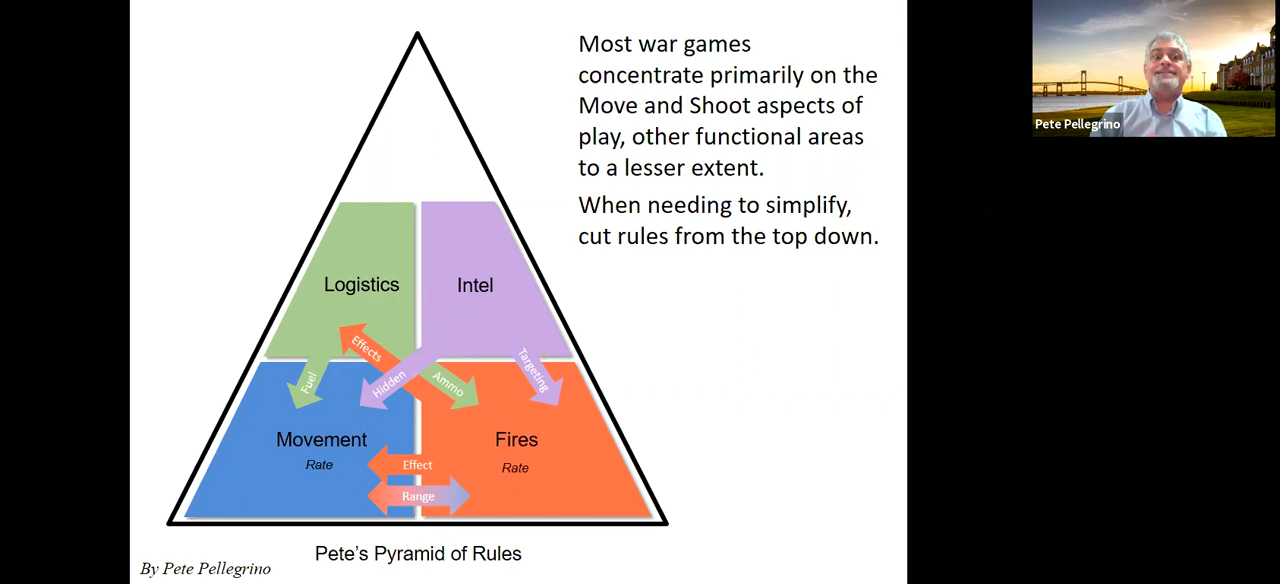 Most war games
concentrate primarily on the
Move and Shoot aspects of
play, other functional areas
to a lesser extent.
When needing to simplify,
cut rules from the top down.
Pete Pellegrino
Logistics
Intel
Effects
Fuel
Hidden
Ammo
Targeting
Movement
Rate
Fires
Rate
Effect
Range
Pete's Pyramid of Rules
By Pete Pellegrino